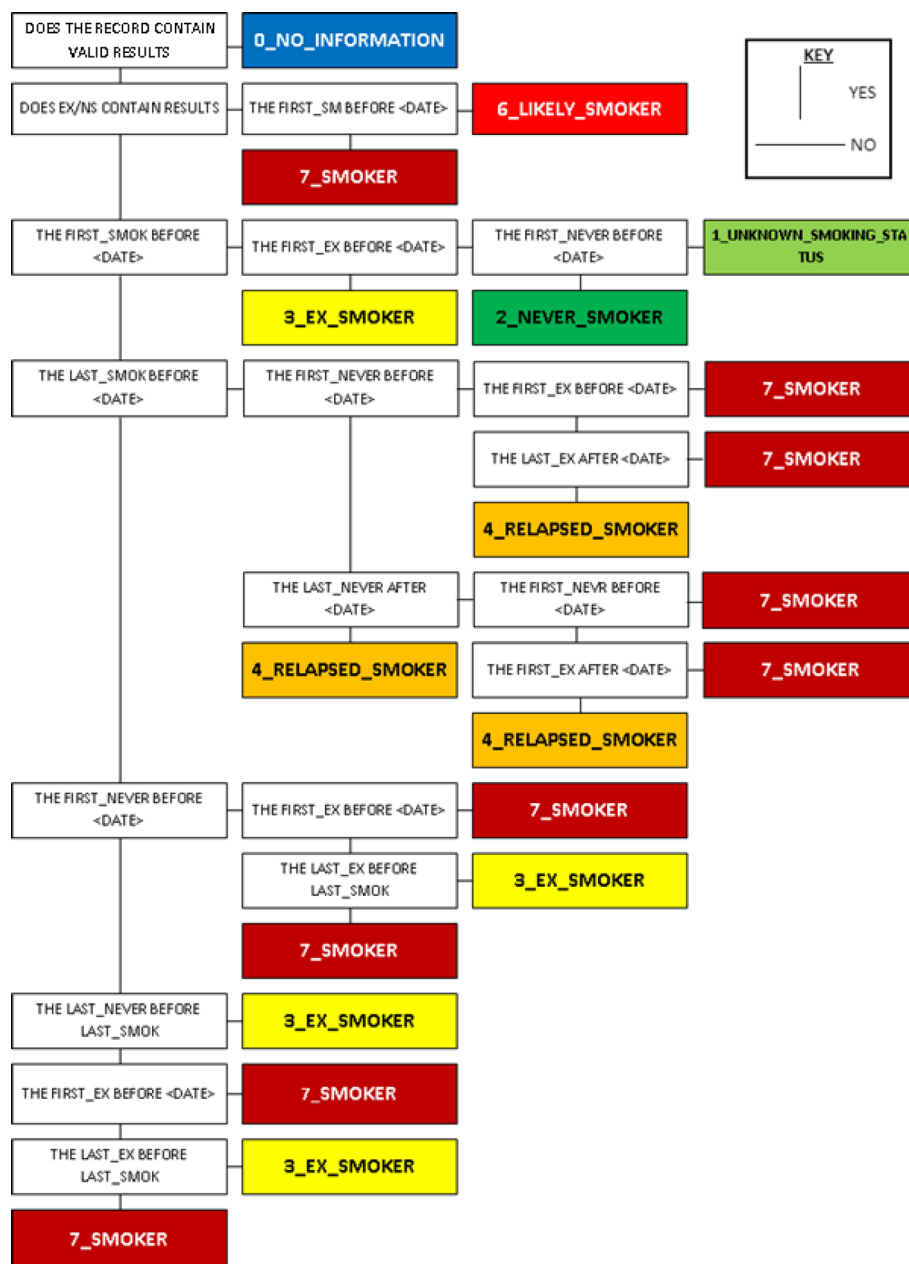 DOES THE RECORD CONTAIN
VALID RESULTS
0_NO_INFORMATION
KEY
YES
NO
DOES EX/NS CONTAIN RESULTS
THE FIRST_SM BEFORE <DATE>
6_LIKELY_SMOKER
7_SMOKER
THE FIRST_SMOK BEFORE
<DATE>
THE FIRST_EX BEFORE <DATE>
THE FIRST_NEVER BEFORE
<DATE>
1_UNKNOWN_SMOKING_STA
TUS
3_EX_SMOKER
2_NEVER_SMOKER
THE LAST_SMOK BEFORE
<DATE>
THE FIRST_NEVER BEFORE
<DATE>
THE FIRST_EX BEFORE <DATE>
7_SMOKER
THE LAST_EX AFTER <DATE>
7_SMOKER
4_RELAPSED_SMOKER
THE LAST_NEVER AFTER
<DATE>
THE FIRST_NEVR BEFORE
<DATE>
7_SMOKER
4_RELAPSED_SMOKER
THE FIRST_EX AFTER <DATE>
7_SMOKER
4_RELAPSED_SMOKER
THE FIRST_NEVER BEFORE
<DATE>
THE FIRST_EX BEFORE <DATE>
7_SMOKER
THE LAST_EX BEFORE
LAST_SMOK
3_EX_SMOKER
7_SMOKER
THE LAST_NEVER BEFORE
LAST_SMOK
3_EX_SMOKER
THE FIRST_EX BEFORE <DATE>
7_SMOKER
THE LAST_EX BEFORE
LAST_SMOK
3_EX_SMOKER
7_SMOKER